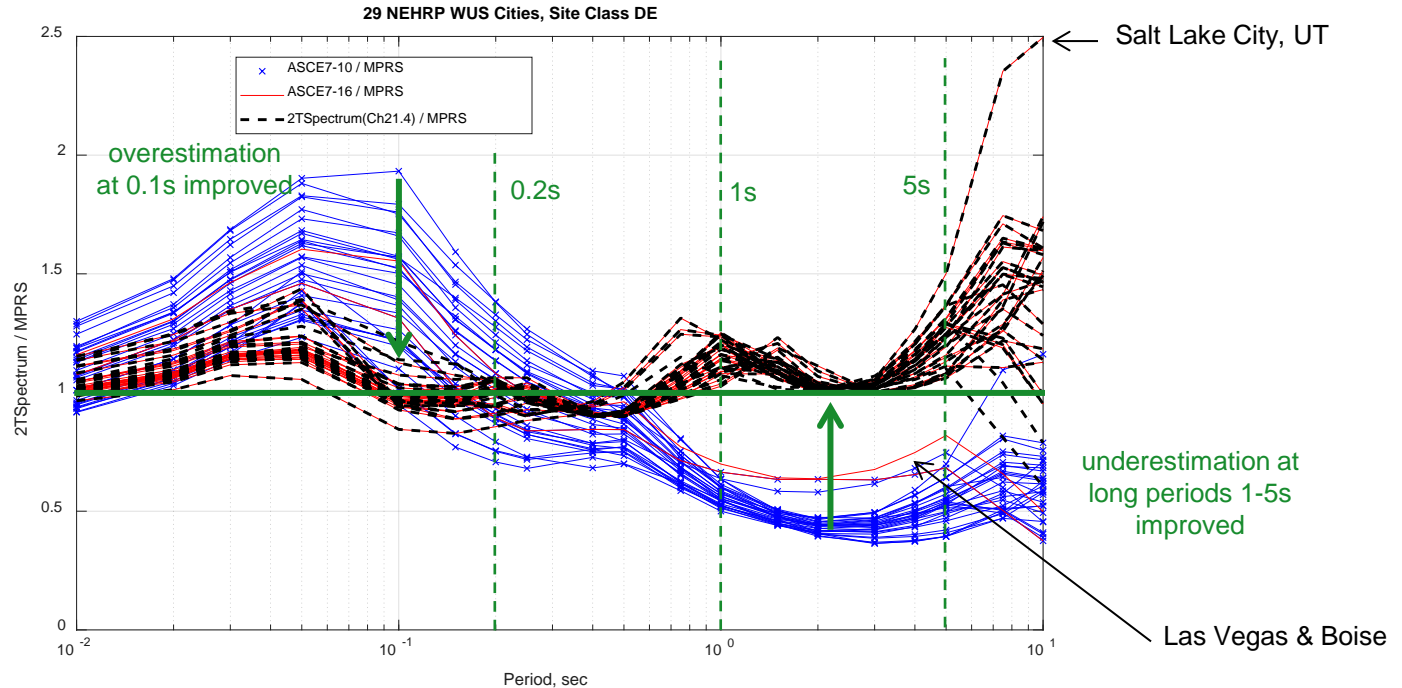 29 NEHRP WUS Cities, Site Class DE
2.5
Salt Lake City, UT
ASCE7-10 / MPRS
ASCE7-16 / MPRS
2TSpectrum(Ch21.4) / MPRS
overestimation
at 0.1s improved
0.2s
1s
5s
2
1.5
1
0.5
0
2TSpectrum / MPRS
underestimation at
long periods 1-5s
improved
Las Vegas & Boise
10 -2
10 -1
10 0
10 1
Period, sec